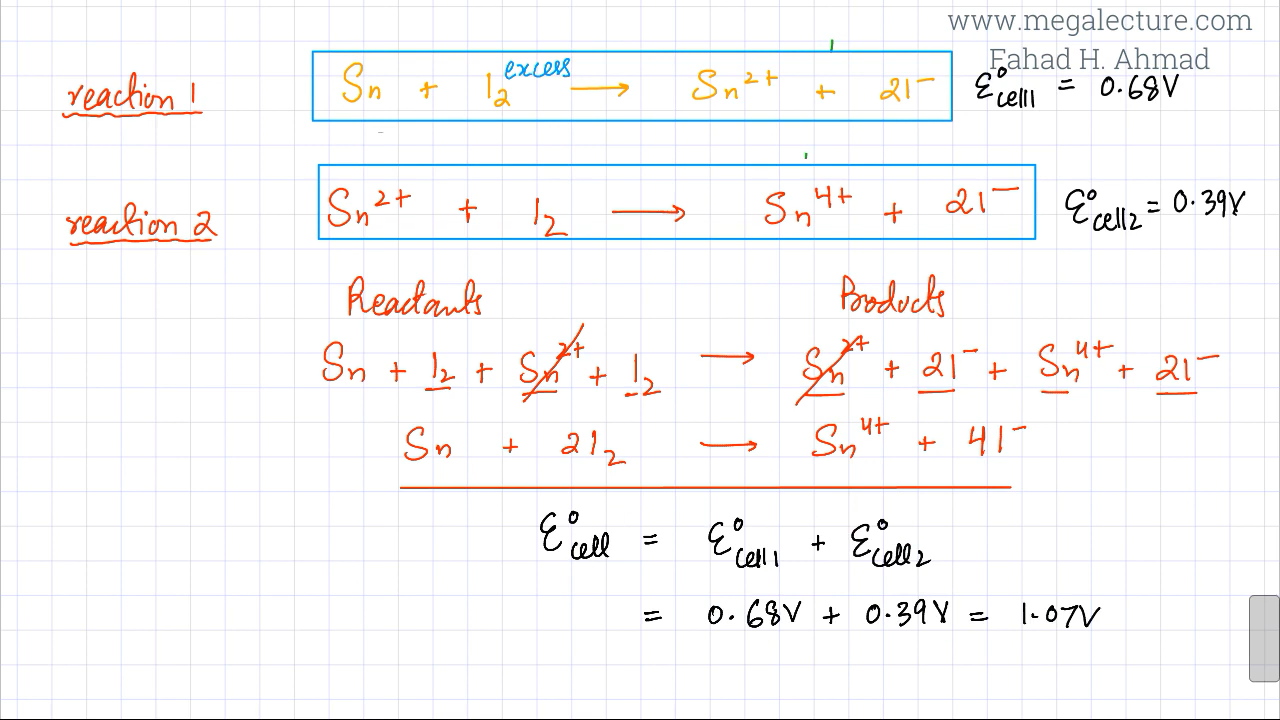 www.megalecture.com
Fahad H. Ahmad
reaction 1 Sn + I₂ excess ⟶ Sn²⁺ + 2I⁻ Ɛ°cell1 = 0.68V
reaction 2 Sn²⁺ + I₂ ⟶ Sn⁴⁺ + 2I⁻ Ɛ°cell2 = 0.39V
Reactants Products
Sn + I₂ + Sn²⁺ + I₂ ⟶ Sn²⁺ + 2I⁻ + Sn⁴⁺ + 2I⁻
Sn + 2I₂ ⟶ Sn⁴⁺ + 4I⁻
Ɛ°cell = Ɛ°cell1 + Ɛ°cell2
= 0.68V + 0.39V = 1.07V